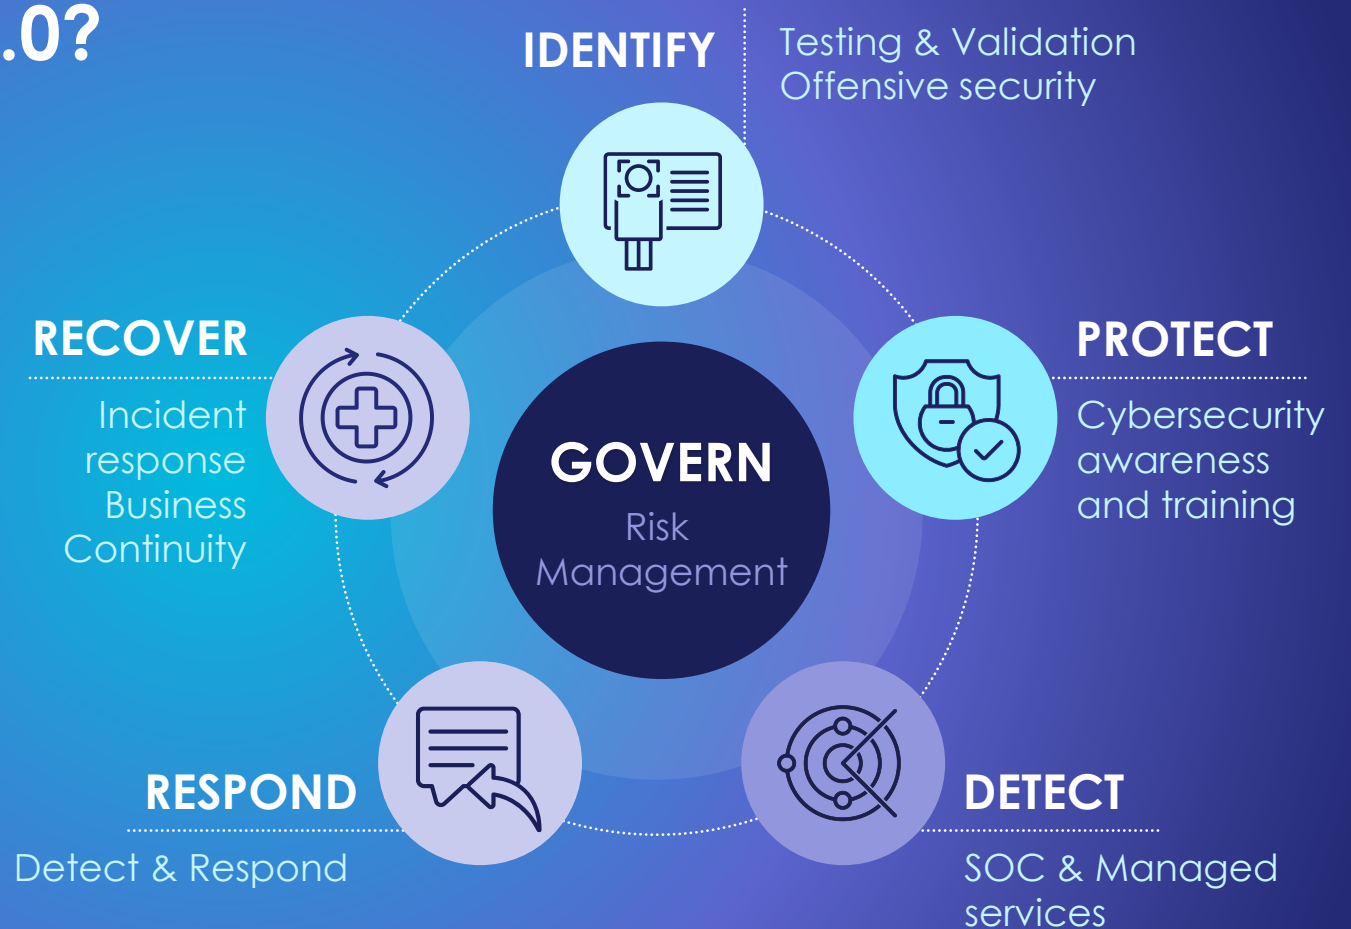 .0?
IDENTIFY
Testing & Validation
Offensive security
RECOVER
Incident
response
Business
Continuity
PROTECT
Cybersecurity
awareness
and training
GOVERN
Risk
Management
RESPOND
Detect & Respond
DETECT
SOC & Managed
services